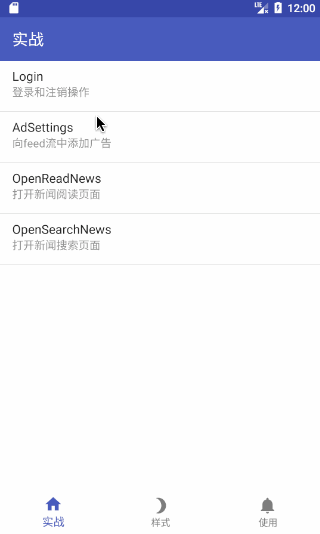 LTE 12:00
实战
Login
登录和注销操作
AdSettings
向feed流中添加广告
OpenReadNews
打开新闻阅读页面
OpenSearchNews
打开新闻搜索页面
实战 样式 使用